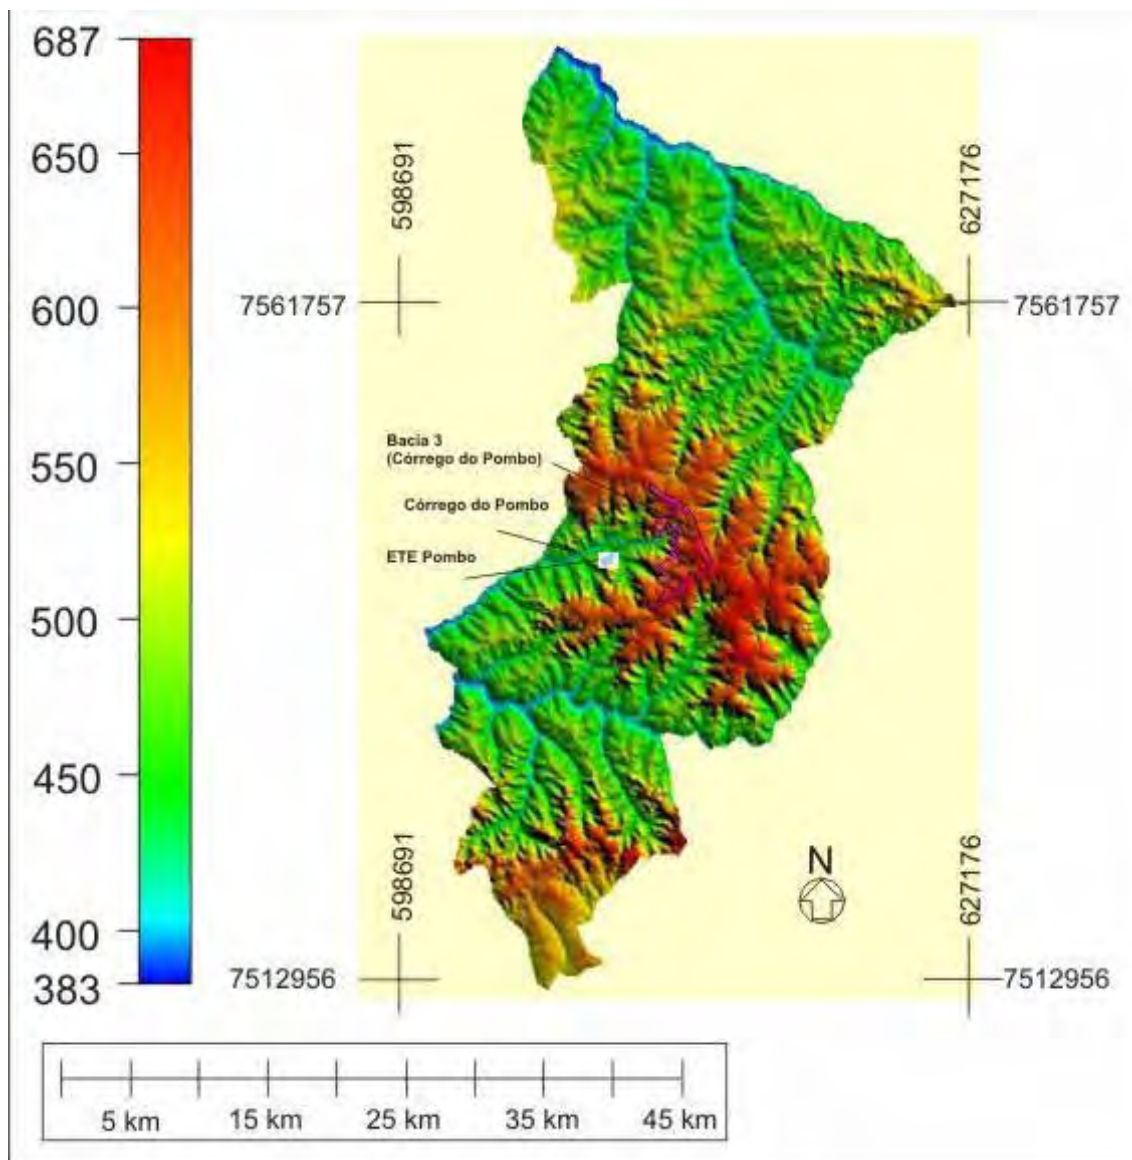 687
650
600
550
500
450
400
383
598691
627176
7561757
7561757
Bacia 3
(Córrego do Pombo)
Córrego do Pombo
ETE Pombo
598691
627176
N
7512956
7512956
5 km
15 km
25 km
35 km
45 km